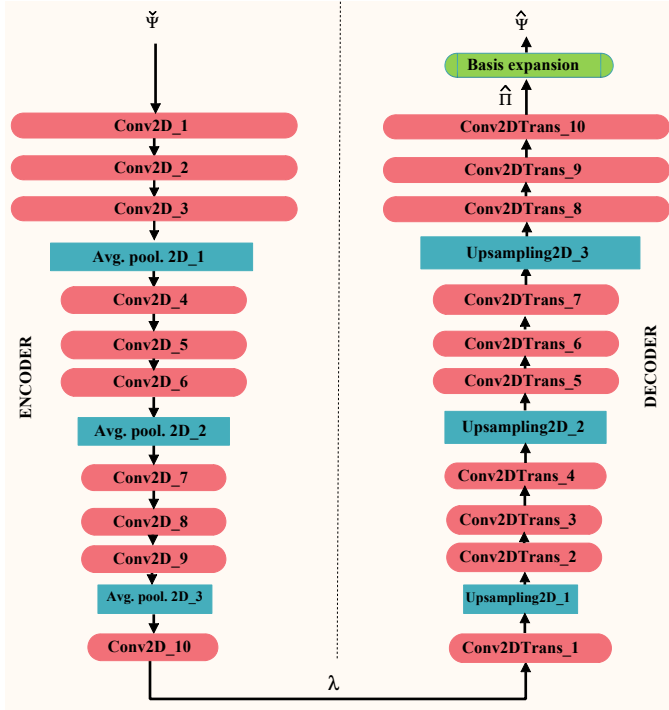 Ψ̌
Conv2D_1
Conv2D_2
Conv2D_3
Avg. pool. 2D_1
Conv2D_4
Conv2D_5
Conv2D_6
Avg. pool. 2D_2
Conv2D_7
Conv2D_8
Conv2D_9
Avg. pool. 2D_3
Conv2D_10
ENCODER
λ
Ψ̂
Basis expansion
Π̂
Conv2DTrans_10
Conv2DTrans_9
Conv2DTrans_8
Upsampling2D_3
Conv2DTrans_7
Conv2DTrans_6
Conv2DTrans_5
Upsampling2D_2
Conv2DTrans_4
Conv2DTrans_3
Conv2DTrans_2
Upsampling2D_1
Conv2DTrans_1
DECODER